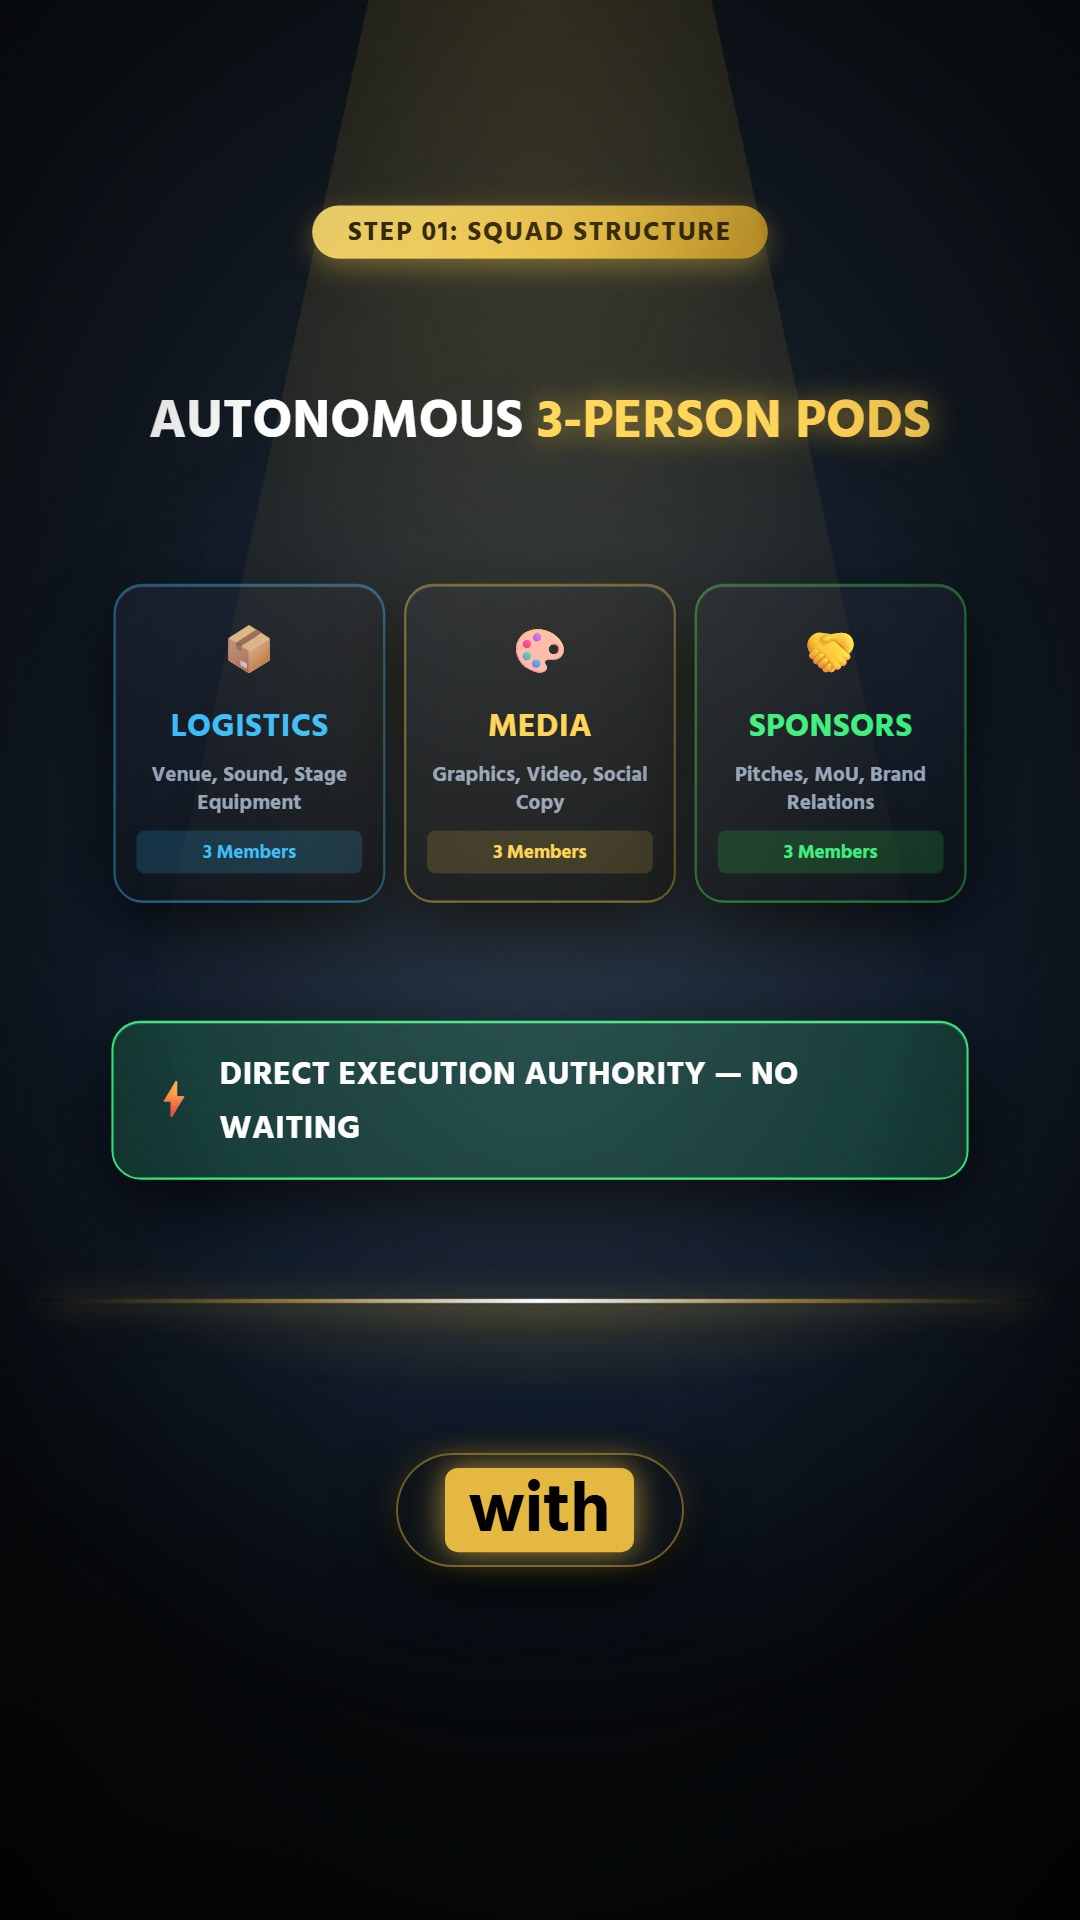 STEP 01: SQUAD STRUCTURE
AUTONOMOUS 3-PERSON PODS
LOGISTICS
Venue, Sound, Stage
Equipment
3 Members
MEDIA
Graphics, Video, Social
Copy
3 Members
SPONSORS
Pitches, MoU, Brand
Relations
3 Members
DIRECT EXECUTION AUTHORITY — NO
WAITING
with